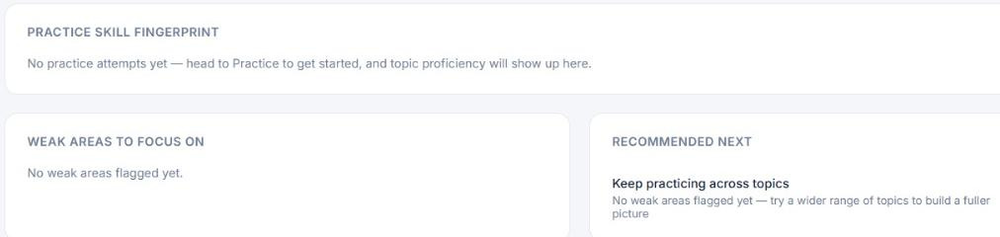 PRACTICE SKILL FINGERPRINT
No practice attempts yet — head to Practice to get started, and topic proficiency will show up here.
WEAK AREAS TO FOCUS ON
No weak areas flagged yet.
RECOMMENDED NEXT
Keep practicing across topics
No weak areas flagged yet — try a wider range of topics to build a fuller
picture